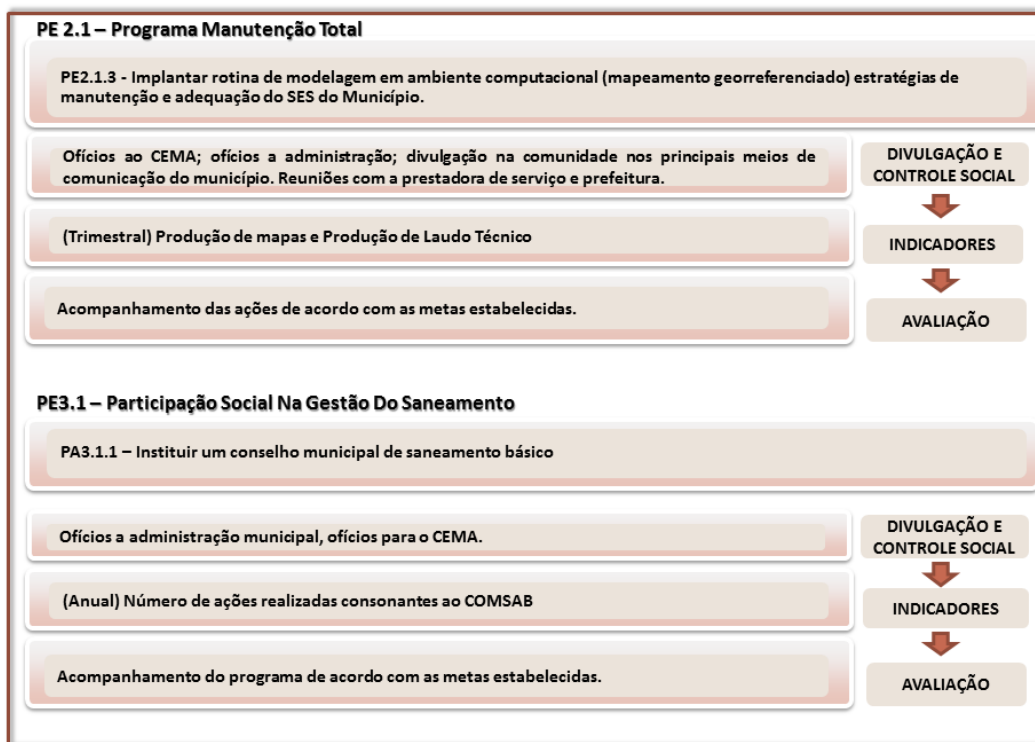 PE 2.1 – Programa Manutenção Total
PE2.1.3 - Implantar rotina de modelagem em ambiente computacional (mapeamento georreferenciado) estratégias de
manutenção e adequação do SES do Município.
Ofícios ao CEMA; ofícios a administração; divulgação na comunidade nos principais meios de
comunicação do município. Reuniões com a prestadora de serviço e prefeitura.
DIVULGAÇÃO E
CONTROLE SOCIAL
(Trimestral) Produção de mapas e Produção de Laudo Técnico
INDICADORES
Acompanhamento das ações de acordo com as metas estabelecidas.
AVALIAÇÃO
PE3.1 – Participação Social Na Gestão Do Saneamento
PA3.1.1 – Instituir um conselho municipal de saneamento básico
Ofícios a administração municipal, ofícios para o CEMA.
DIVULGAÇÃO E
CONTROLE SOCIAL
(Anual) Número de ações realizadas consonantes ao COMSAB
INDICADORES
Acompanhamento do programa de acordo com as metas estabelecidas.
AVALIAÇÃO